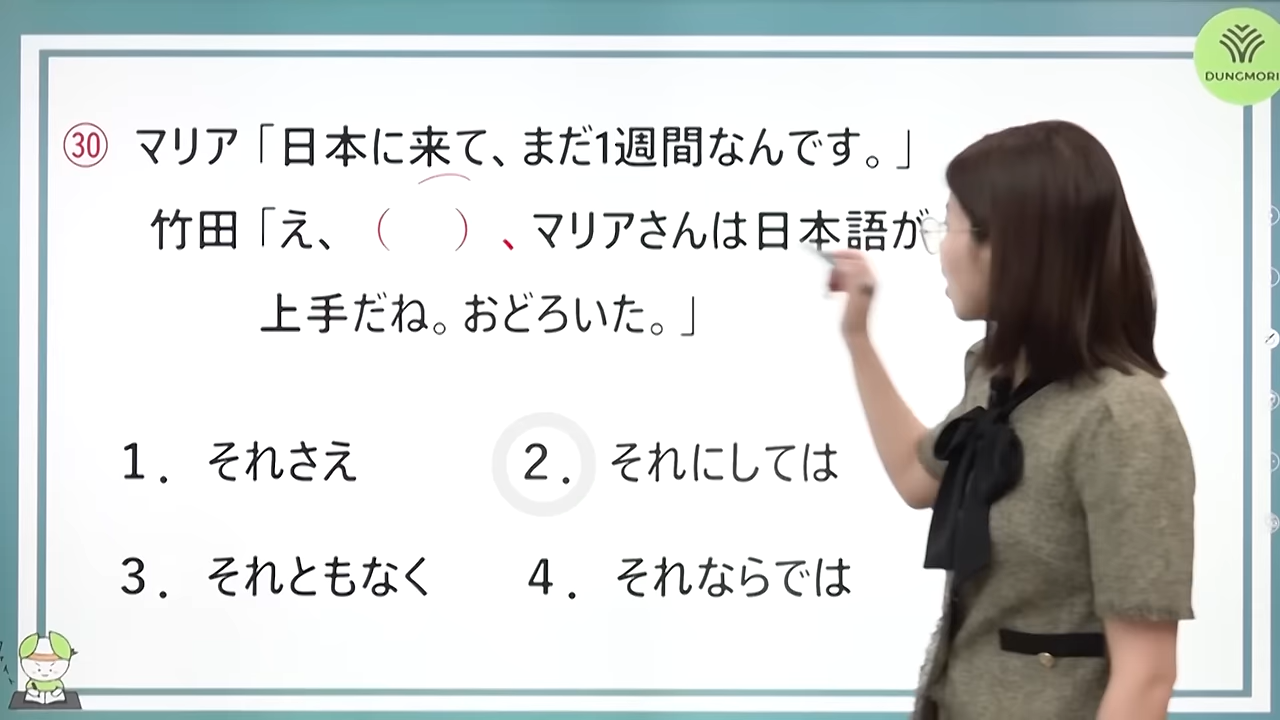 DUNGMORI
㉚ マリア「日本に来て、まだ1週間なんです。」
竹田「え、( )、マリアさんは日本語が
上手だね。おどろいた。」
1. それさえ 2. それにしては
3. それともなく 4. それならでは